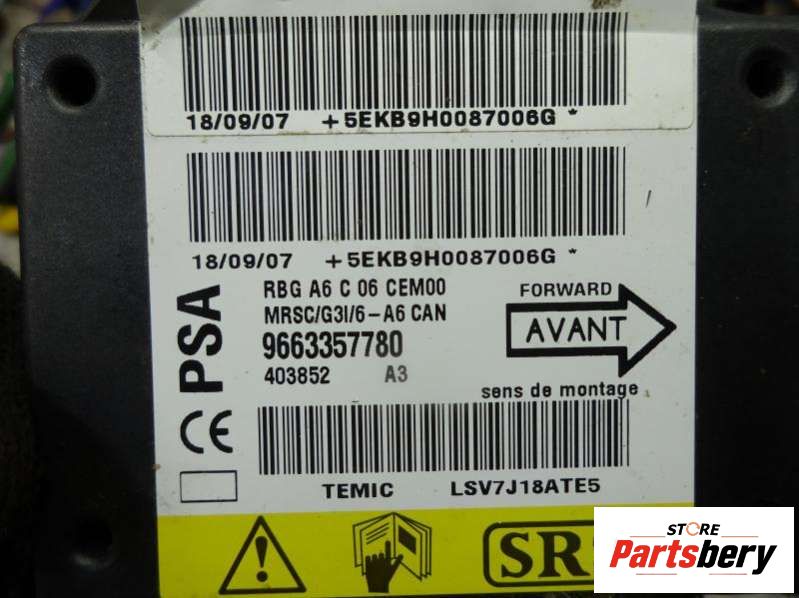 18/09/07 +5EKB9H0087006G *
18/09/07 +5EKB9H0087006G *
PSA
RBG A6 C 06 CEM00
MRSC/G3I/6-A6 CAN
9663357780
403852 A3
FORWARD
AVANT
sens de montage
CE
TEMIC LSV7J18ATE5
STORE
Partsbery